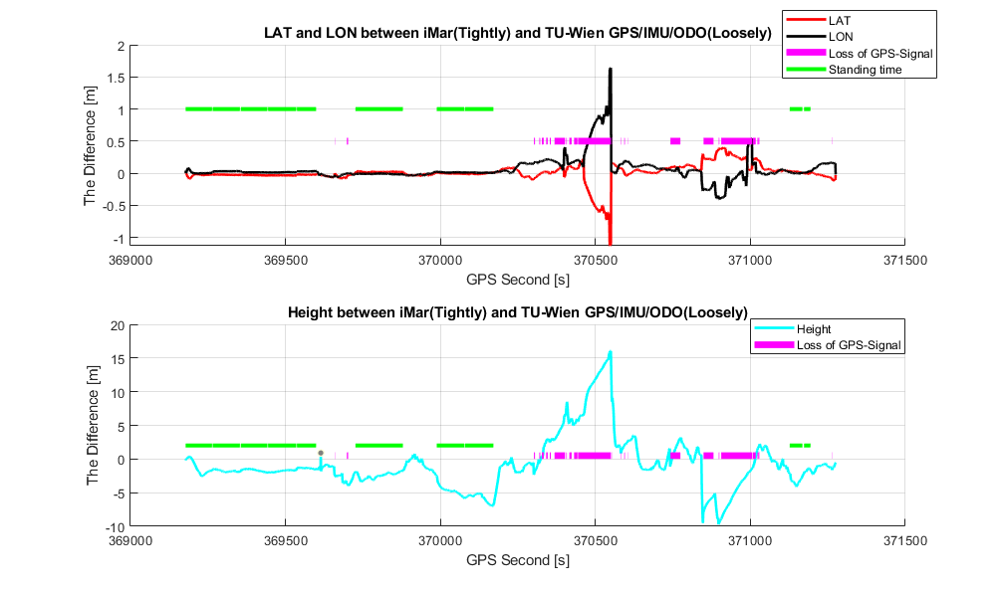 LAT and LON between iMar(Tightly) and TU-Wien GPS/IMU/ODO(Loosely)
LAT
LON
Loss of GPS-Signal
Standing time
The Difference [m]
2
1.5
1
0.5
0
-0.5
-1
369000 369500 370000 370500 371000 371500
GPS Second [s]
Height between iMar(Tightly) and TU-Wien GPS/IMU/ODO(Loosely)
Height
Loss of GPS-Signal
The Difference [m]
20
15
10
5
0
-5
-10
369000 369500 370000 370500 371000 371500
GPS Second [s]